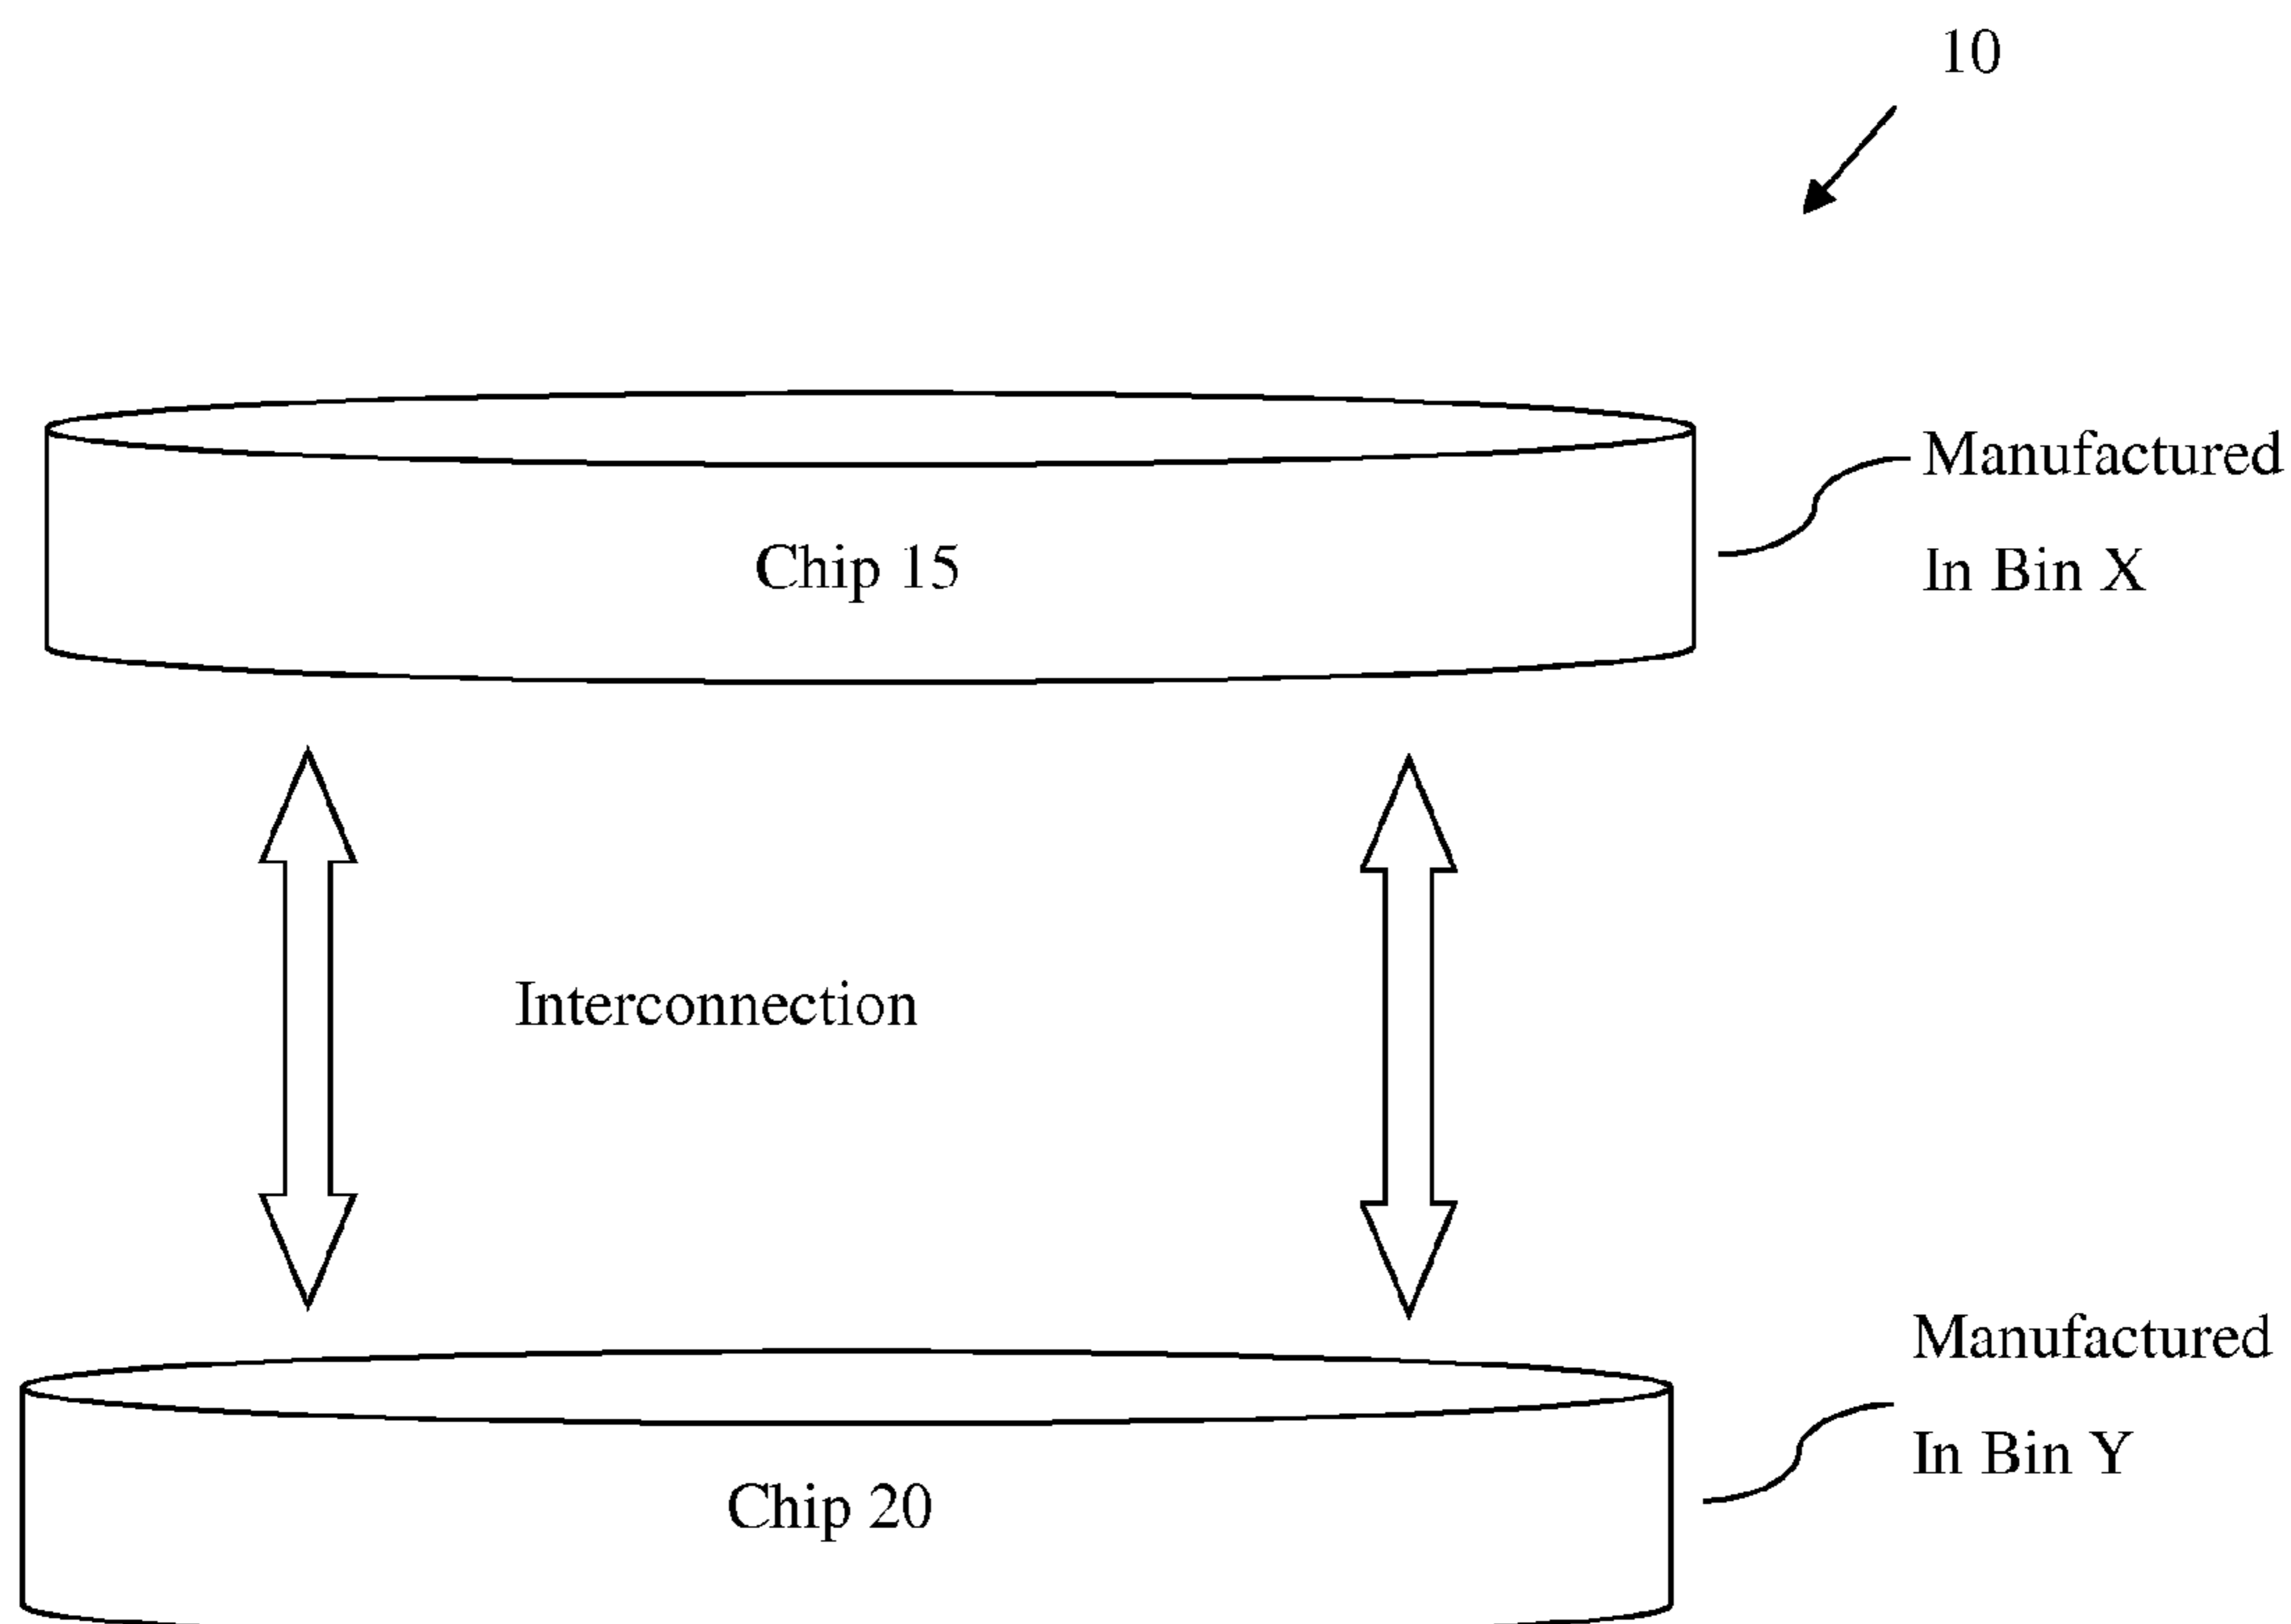 10
Manufactured
In Bin X
Chip 15
Interconnection
Manufactured
In Bin Y
Chip 20